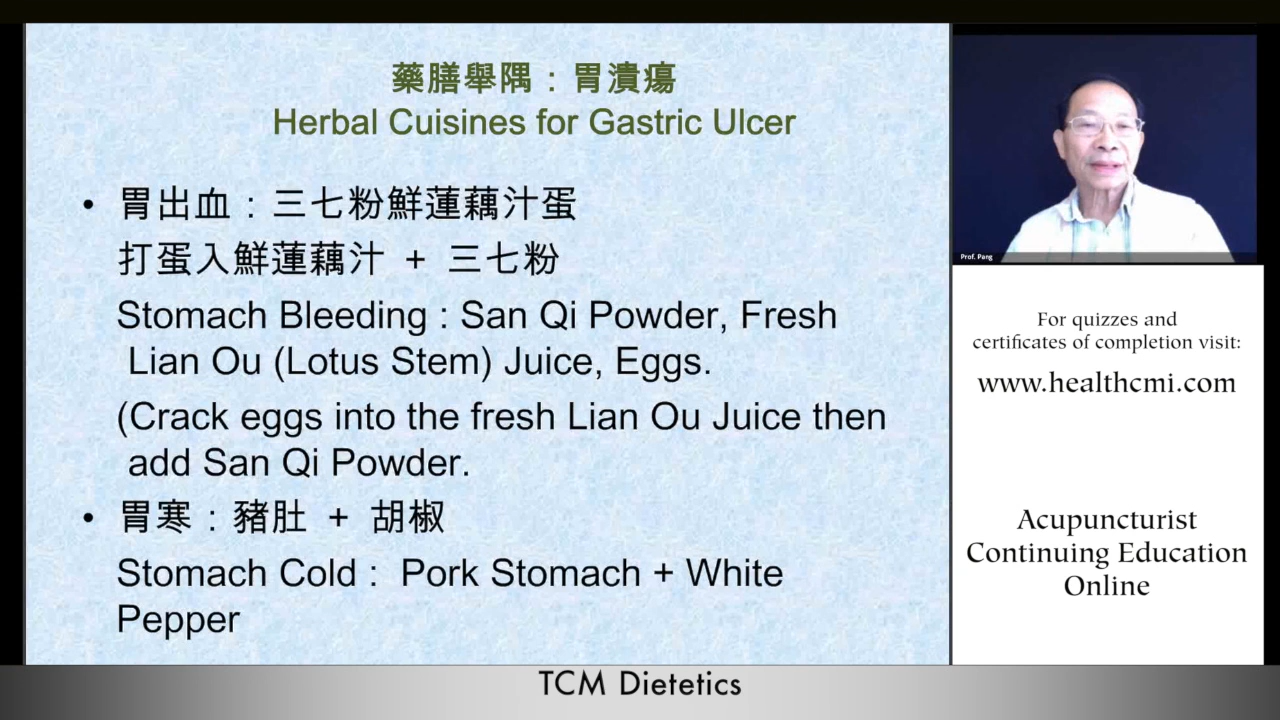 藥膳舉隅：胃潰瘍
Herbal Cuisines for Gastric Ulcer
• 胃出血：三七粉鮮蓮藕汁蛋
打蛋入鮮蓮藕汁 + 三七粉
Stomach Bleeding : San Qi Powder, Fresh
Lian Ou (Lotus Stem) Juice, Eggs.
(Crack eggs into the fresh Lian Ou Juice then
add San Qi Powder.
• 胃寒：豬肚 + 胡椒
Stomach Cold : Pork Stomach + White
Pepper
Prof. Pang
For quizzes and
certificates of completion visit:
www.healthcmi.com
Acupuncturist
Continuing Education
Online
TCM Dietetics